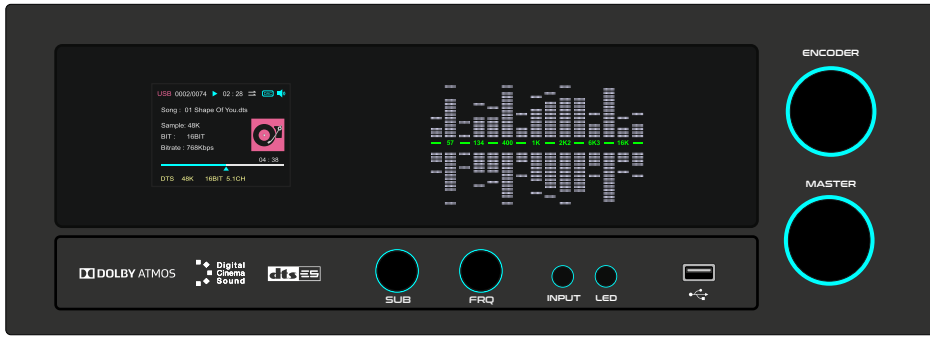 ENCODER
USB 0002/0074 02 : 28
Song : 01 Shape Of You.dts
Sample: 48K
BIT : 16BIT
Bitrate : 768Kbps
04 : 38
DTS 48K 16BIT 5.1CH
57 134 400 1K 2K2 6K3 16K
MASTER
DOLBY ATMOS
Digital
Cinema
Sound
dts ES
SUB
FRQ
INPUT
LED